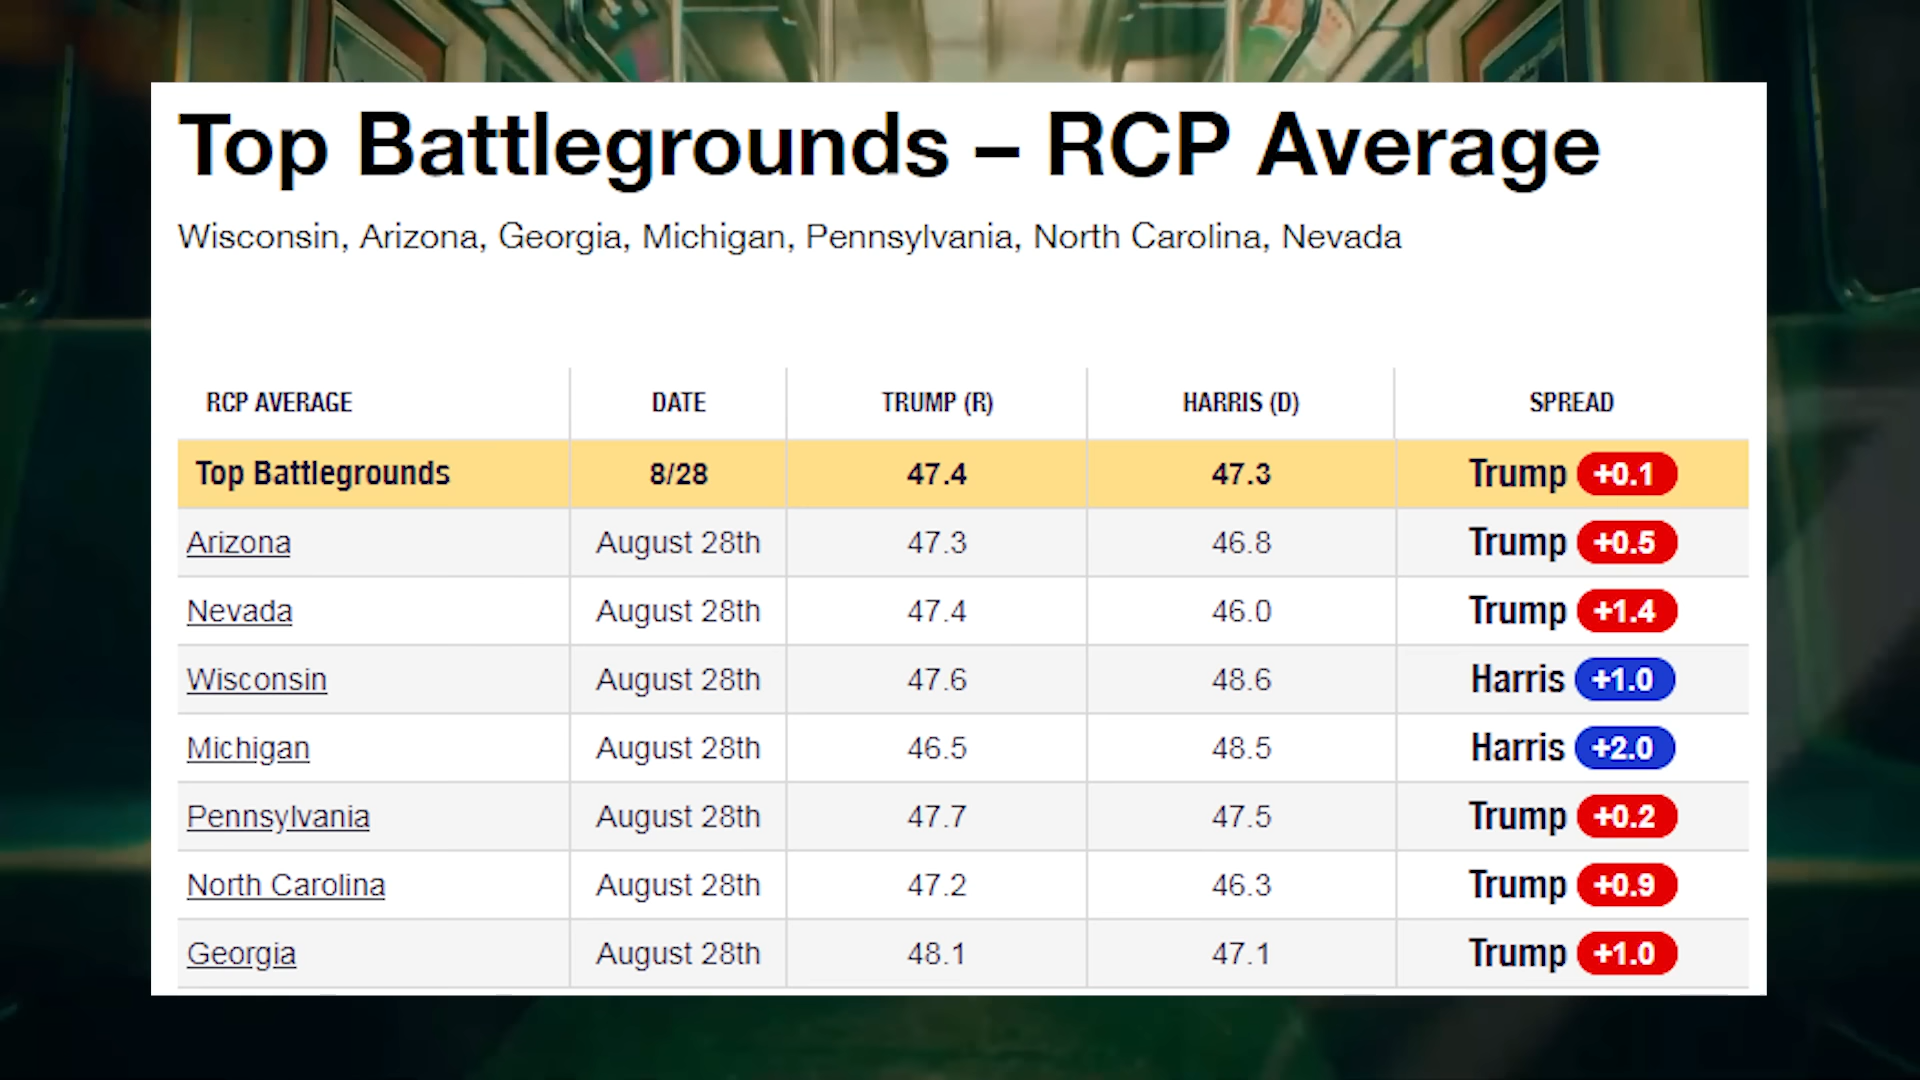 Top Battlegrounds – RCP Average
Wisconsin, Arizona, Georgia, Michigan, Pennsylvania, North Carolina, Nevada
RCP AVERAGE DATE TRUMP (R) HARRIS (D) SPREAD
Top Battlegrounds 8/28 47.4 47.3 Trump +0.1
Arizona August 28th 47.3 46.8 Trump +0.5
Nevada August 28th 47.4 46.0 Trump +1.4
Wisconsin August 28th 47.6 48.6 Harris +1.0
Michigan August 28th 46.5 48.5 Harris +2.0
Pennsylvania August 28th 47.7 47.5 Trump +0.2
North Carolina August 28th 47.2 46.3 Trump +0.9
Georgia August 28th 48.1 47.1 Trump +1.0